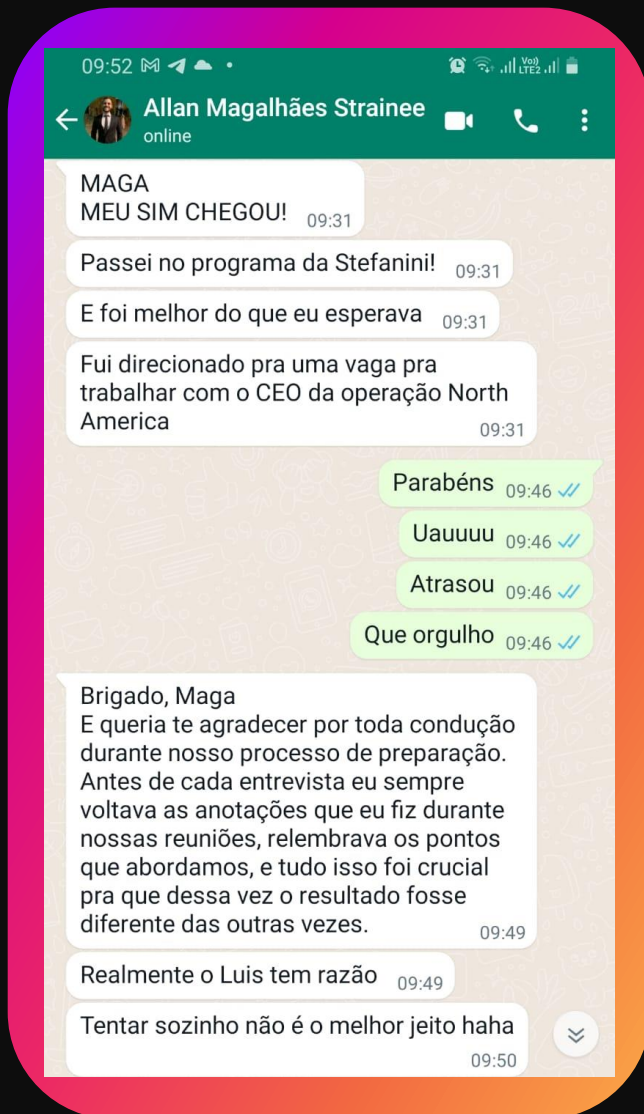 09:52
Voo) LTE2
Allan Magalhães Strainee
online
MAGA
MEU SIM CHEGOU! 09:31
Passei no programa da Stefanini! 09:31
E foi melhor do que eu esperava 09:31
Fui direcionado pra uma vaga pra
trabalhar com o CEO da operação North
America
09:31
Parabéns 09:46
Uauuuu 09:46
Atrasou 09:46
Que orgulho 09:46
Brigado, Maga
E queria te agradecer por toda condução
durante nosso processo de preparação.
Antes de cada entrevista eu sempre
voltava as anotações que eu fiz durante
nossas reuniões, relembrava os pontos
que abordamos, e tudo isso foi crucial
pra que dessa vez o resultado fosse
diferente das outras vezes.
09:49
Realmente o Luis tem razão 09:49
Tentar sozinho não é o melhor jeito haha
09:50